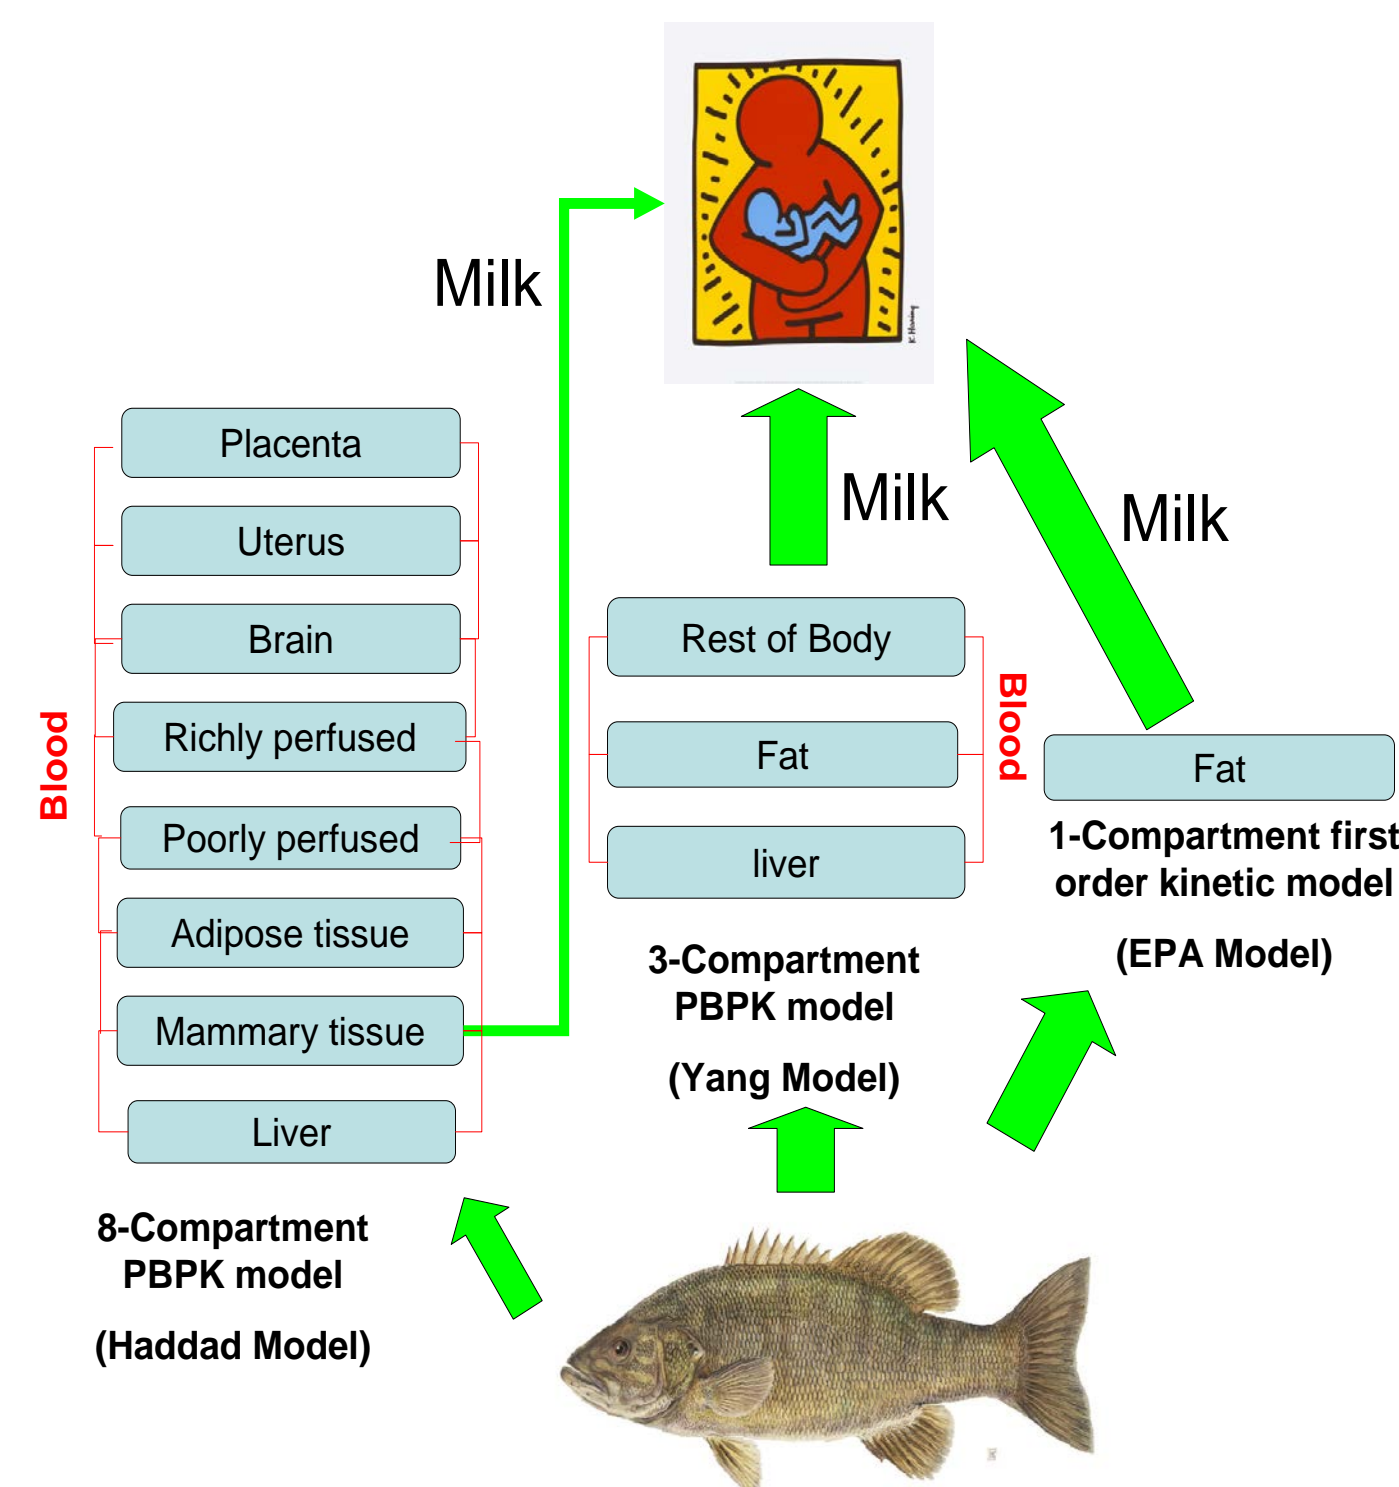 K. Haring
Milk
Placenta
Uterus
Brain
Richly perfused
Poorly perfused
Adipose tissue
Mammary tissue
Liver
Blood
8-Compartment
PBPK model
(Haddad Model)
Milk
Rest of Body
Fat
liver
Blood
3-Compartment
PBPK model
(Yang Model)
Milk
Fat
1-Compartment first
order kinetic model
(EPA Model)